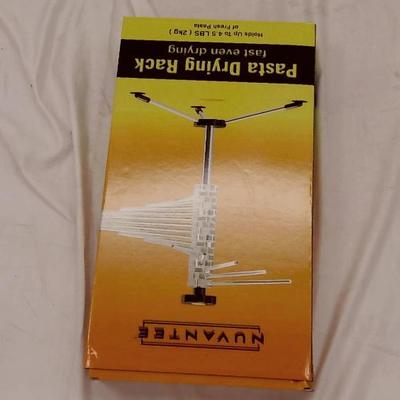 NUVANTEE
Pasta Drying Rack
fast even drying
Holds Up To 4.5 LBS ( 2kg )
of Fresh Pasta